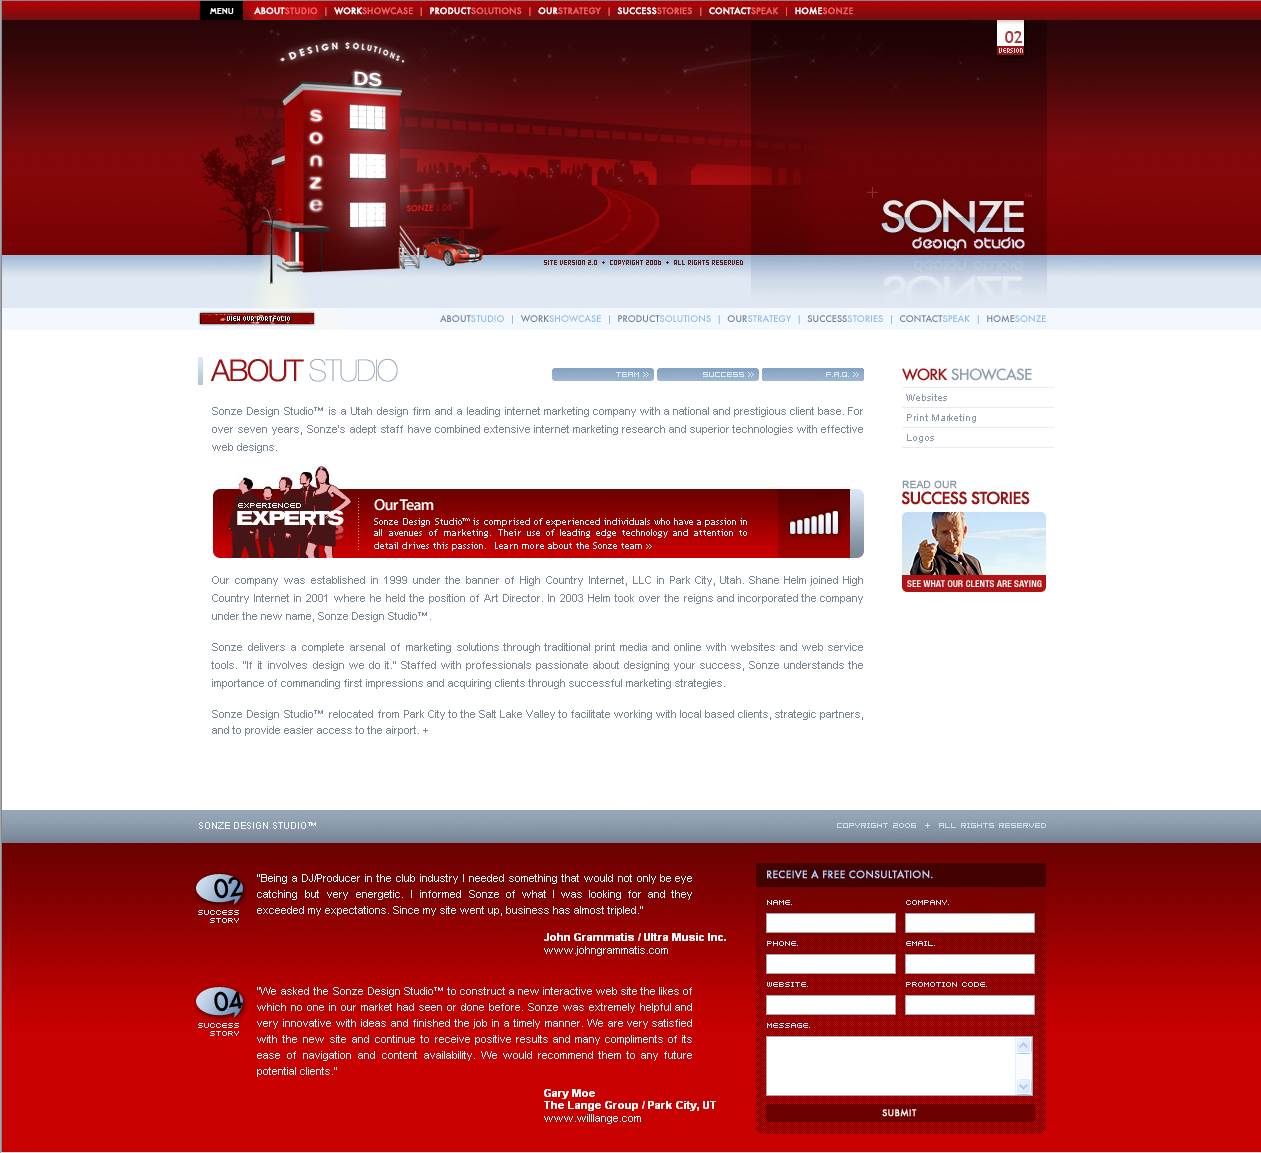 MENU
ABOUTSTUDIO | WORKSHOWCASE | PRODUCTSOLUTIONS | OURSTRATEGY | SUCCESSSTORIES | CONTACTSPEAK | HOMESONZE
02
VERSION
• DESIGN SOLUTIONS •
DS
sonze
SONZE | DS
SONZE™
design studio
SITE VERSION 2.0 + COPYRIGHT 2006 + ALL RIGHTS RESERVED
VIEW OUR PORTFOLIO
ABOUTSTUDIO | WORKSHOWCASE | PRODUCTSOLUTIONS | OURSTRATEGY | SUCCESSSTORIES | CONTACTSPEAK | HOMESONZE
ABOUT STUDIO
TEAM >>
SUCCESS >>
F.A.Q. >>
Sonze Design Studio™ is a Utah design firm and a leading internet marketing company with a national and prestigious client base. For
over seven years, Sonze's adept staff have combined extensive internet marketing research and superior technologies with effective
web designs.
EXPERIENCED
EXPERTS
Our Team
Sonze Design Studio™ is comprised of experienced individuals who have a passion in
all avenues of marketing. Their use of leading edge technology and attention to
detail drives this passion. Learn more about the Sonze team >>
Our company was established in 1999 under the banner of High Country Internet, LLC in Park City, Utah. Shane Helm joined High
Country Internet in 2001 where he held the position of Art Director. In 2003 Helm took over the reigns and incorporated the company
under the new name, Sonze Design Studio™.
Sonze delivers a complete arsenal of marketing solutions through traditional print media and online with websites and web service
tools. "If it involves design we do it." Staffed with professionals passionate about designing your success, Sonze understands the
importance of commanding first impressions and acquiring clients through successful marketing strategies.
Sonze Design Studio™ relocated from Park City to the Salt Lake Valley to facilitate working with local based clients, strategic partners,
and to provide easier access to the airport. +
WORK SHOWCASE
Websites
Print Marketing
Logos
READ OUR
SUCCESS STORIES
SEE WHAT OUR CLENTS ARE SAYING
SONZE DESIGN STUDIO™
COPYRIGHT 2006 + ALL RIGHTS RESERVED
02
SUCCESS
STORY
"Being a DJ/Producer in the club industry I needed something that would not only be eye
catching but very energetic. I informed Sonze of what I was looking for and they
exceeded my expectations. Since my site went up, business has almost tripled."
John Grammatis / Ultra Music Inc.
www.johngrammatis.com
04
SUCCESS
STORY
"We asked the Sonze Design Studio™ to construct a new interactive web site the likes of
which no one in our market had seen or done before. Sonze was extremely helpful and
very innovative with ideas and finished the job in a timely manner. We are very satisfied
with the new site and continue to receive positive results and many compliments of its
ease of navigation and content availability. We would recommend them to any future
potential clients."
Gary Moe
The Lange Group / Park City, UT
www.willlange.com
RECEIVE A FREE CONSULTATION.
NAME.
COMPANY.
PHONE.
EMAIL.
WEBSITE.
PROMOTION CODE.
MESSAGE.
SUBMIT